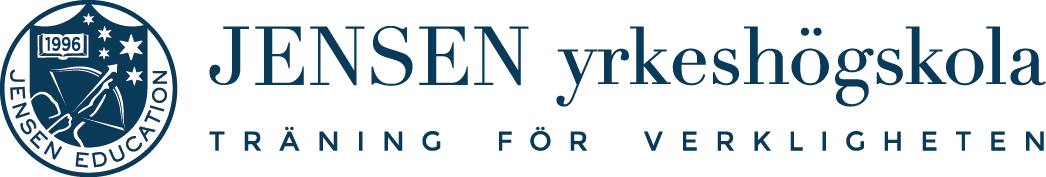 1996
JENSEN EDUCATION
JENSEN yrkeshögskola
TRÄNING FÖR VERKLIGHETEN